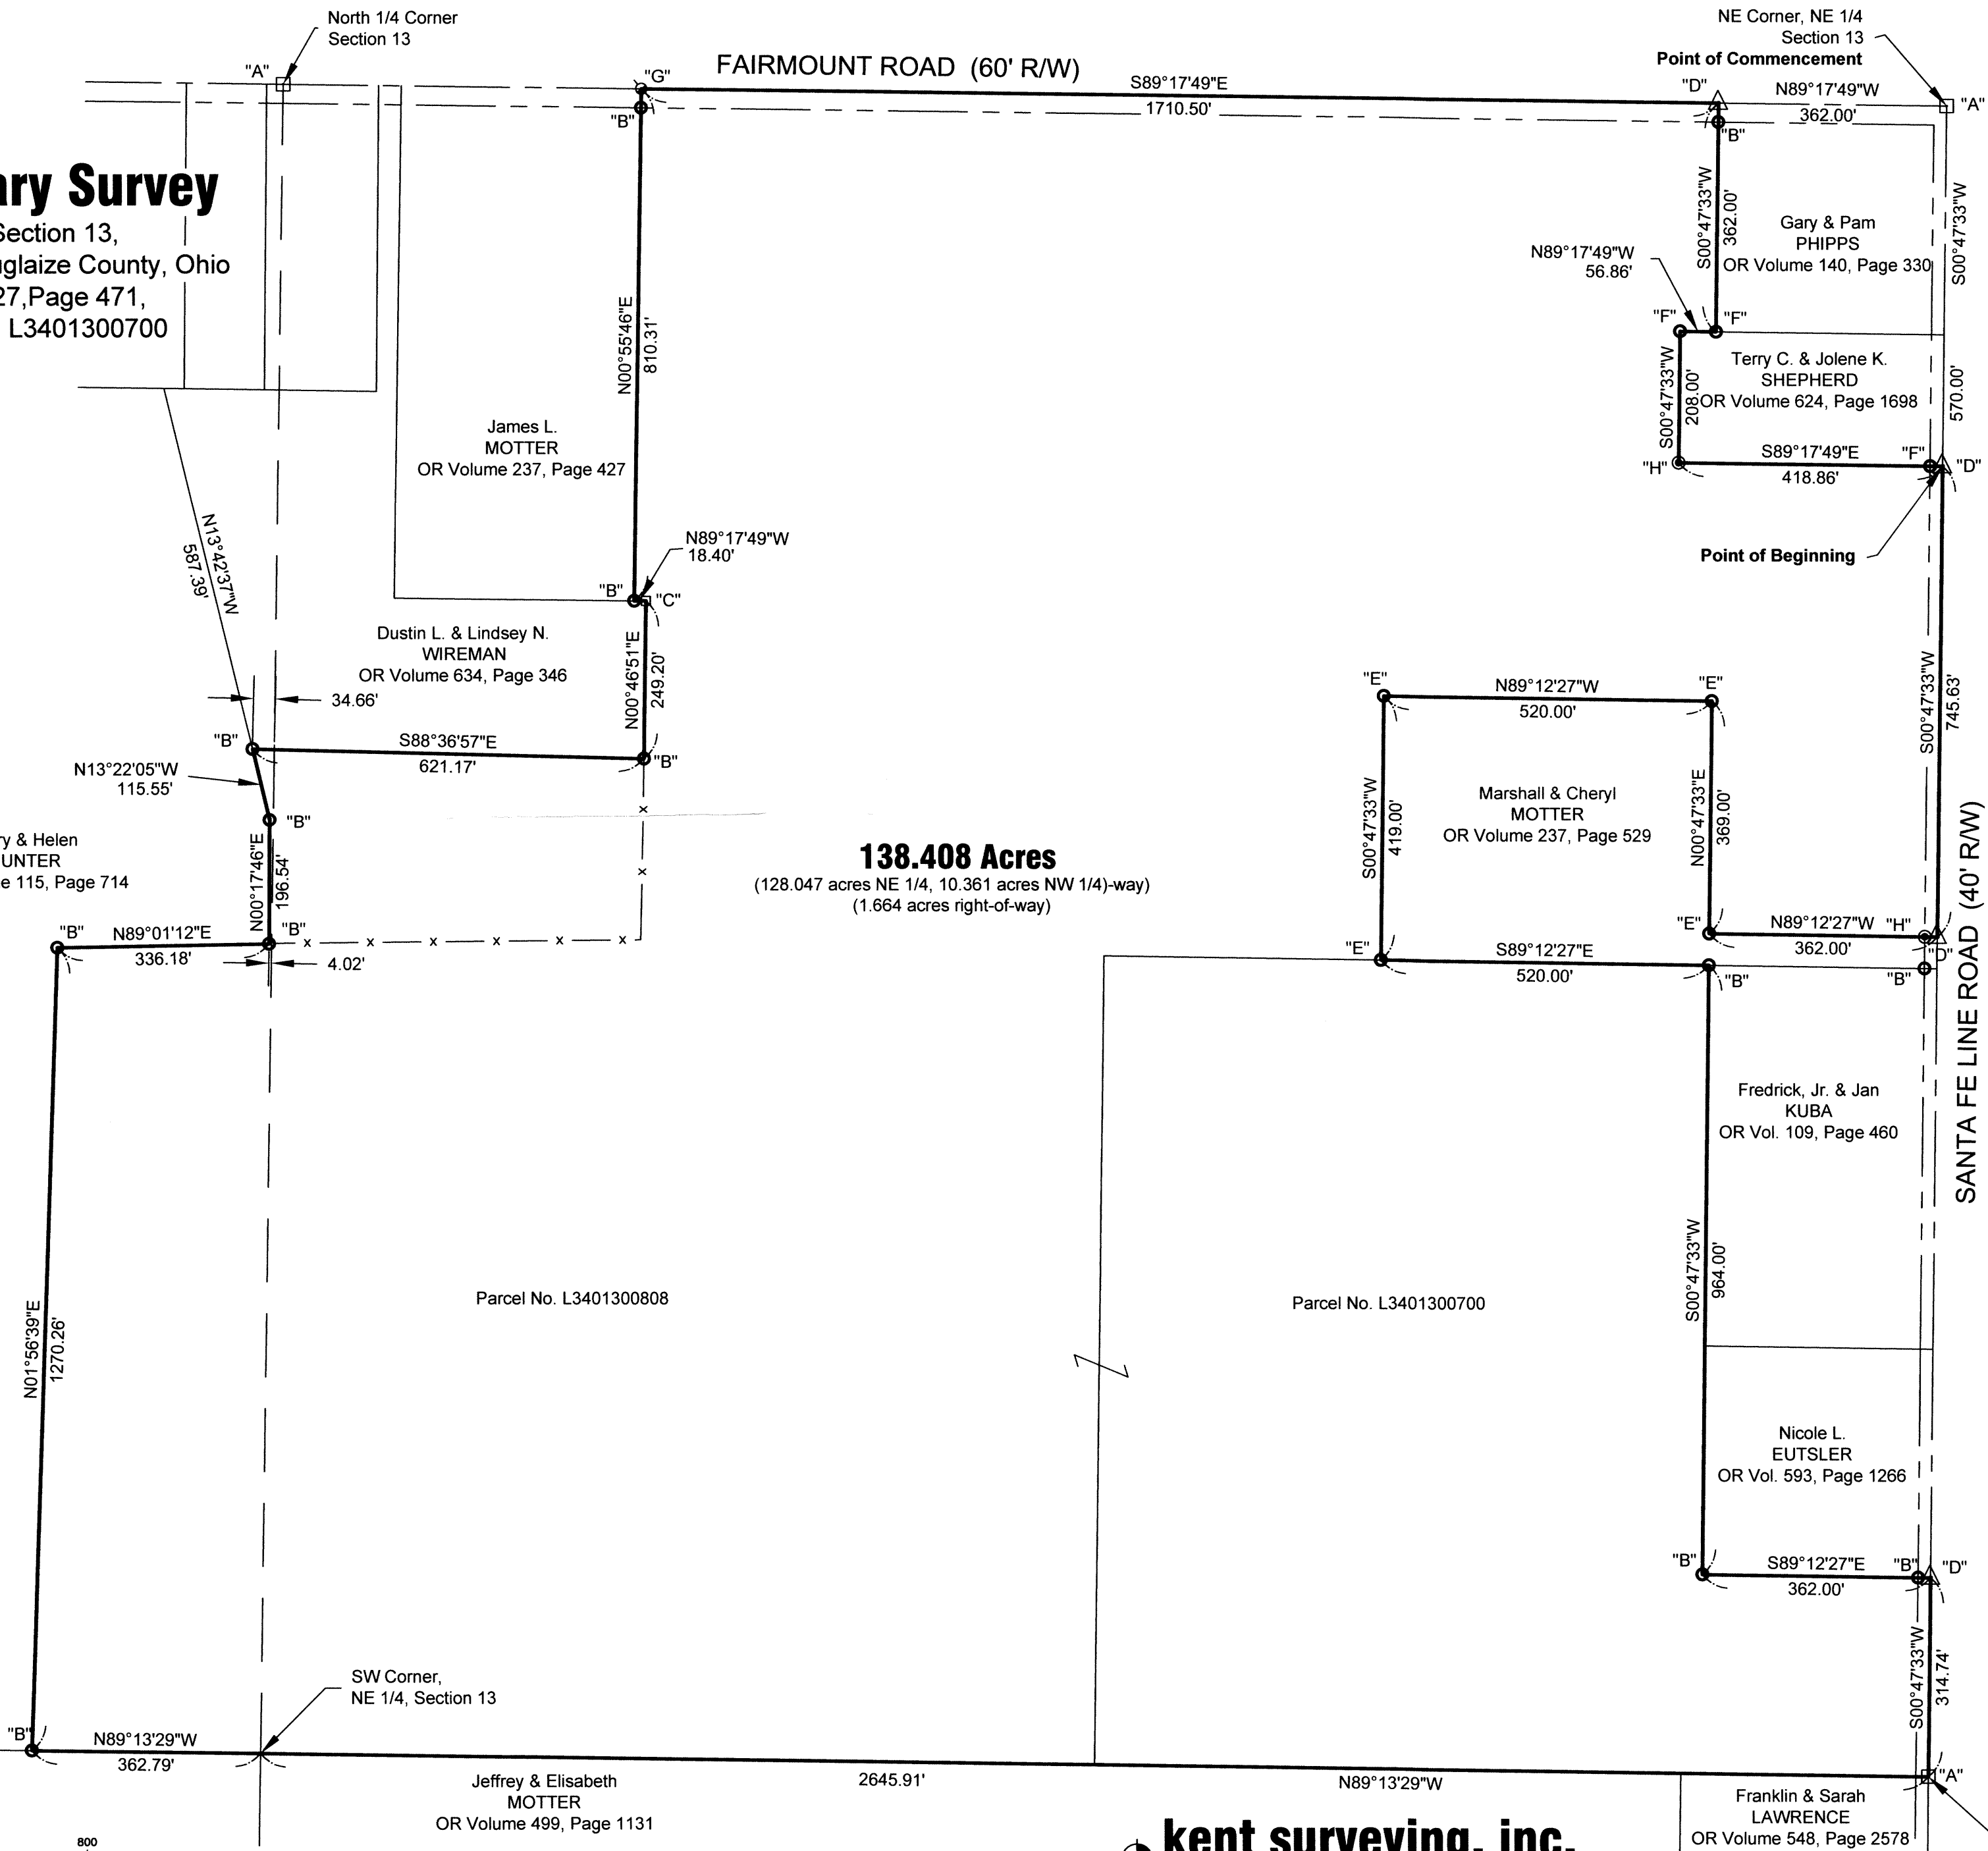 North 1/4 Corner
Section 13
"A"
FAIRMOUNT ROAD (60' R/W)
"G"
S89°17'49"E
1710.50'
NE Corner, NE 1/4
Section 13
Point of Commencement
"D"
N89°17'49"W
362.00'
"A"
"B"
"B"
ary Survey
Section 13,
uglaize County, Ohio
27,Page 471,
L3401300700
S00°47'33"W
362.00'
Gary & Pam
PHIPPS
OR Volume 140, Page 330
S00°47'33"W
570.00'
N89°17'49"W
56.86'
"F"
"F"
N00°55'46"E
810.31'
Terry C. & Jolene K.
SHEPHERD
OR Volume 624, Page 1698
S00°47'33"W
208.00'
James L.
MOTTER
OR Volume 237, Page 427
"H"
S89°17'49"E
418.86'
"F"
"D"
Point of Beginning
N13°42'37"W
587.39'
N89°17'49"W
18.40'
"B"
"C"
Dustin L. & Lindsey N.
WIREMAN
OR Volume 634, Page 346
N00°46'51"E
249.20'
34.66'
"B"
S88°36'57"E
621.17'
"B"
N13°22'05"W
115.55'
"B"
"E"
N89°12'27"W
520.00'
"E"
S00°47'33"W
745.63'
S00°47'33"W
419.00'
Marshall & Cheryl
MOTTER
OR Volume 237, Page 529
N00°47'33"E
369.00'
ry & Helen
UNTER
e 115, Page 714
N00°17'46"E
196.54'
x
x
138.408 Acres
(128.047 acres NE 1/4, 10.361 acres NW 1/4)-way)
(1.664 acres right-of-way)
"B"
N89°01'12"E
336.18'
"B"
x x x x x x
4.02'
"E"
N89°12'27"W
362.00'
"H"
"D"
"E"
S89°12'27"E
520.00'
"B"
"B"
SANTA FE LINE ROAD (40' R/W)
Fredrick, Jr. & Jan
KUBA
OR Vol. 109, Page 460
N01°56'39"E
1270.26'
Parcel No. L3401300808
Parcel No. L3401300700
S00°47'33"W
964.00'
Nicole L.
EUTSLER
OR Vol. 593, Page 1266
"B"
S89°12'27"E
362.00'
"B"
"D"
S00°47'33"W
314.74'
SW Corner,
NE 1/4, Section 13
"B"
N89°13'29"W
362.79'
2645.91'
N89°13'29"W
"A"
Jeffrey & Elisabeth
MOTTER
OR Volume 499, Page 1131
Franklin & Sarah
LAWRENCE
OR Volume 548, Page 2578
800
kent surveying, inc.